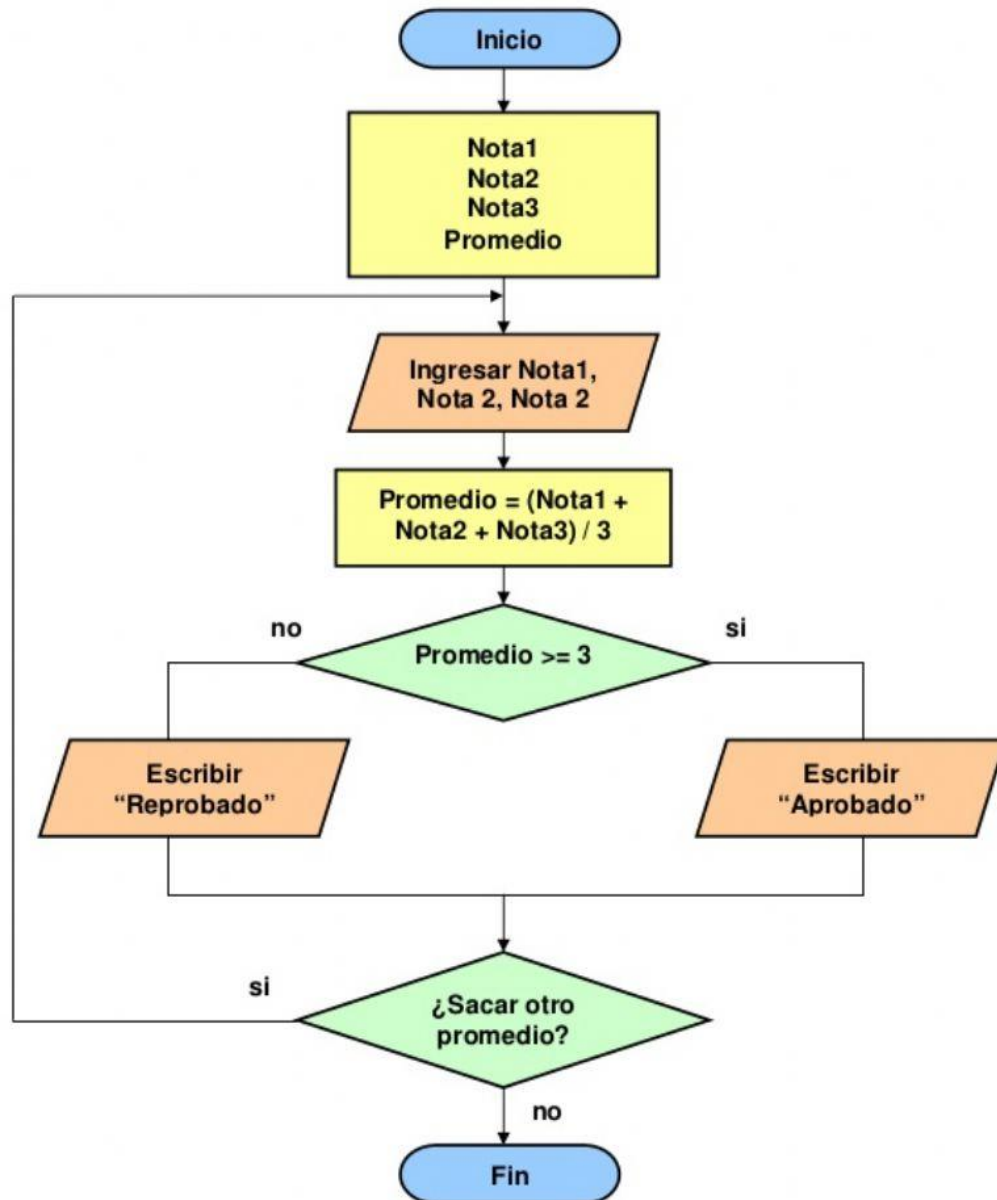 Inicio
Nota1
Nota2
Nota3
Promedio
Ingresar Nota1,
Nota 2, Nota 2
Promedio = (Nota1 +
Nota2 + Nota3) / 3
no
si
Promedio >= 3
Escribir
“Reprobado”
Escribir
“Aprobado”
si
¿Sacar otro
promedio?
no
Fin